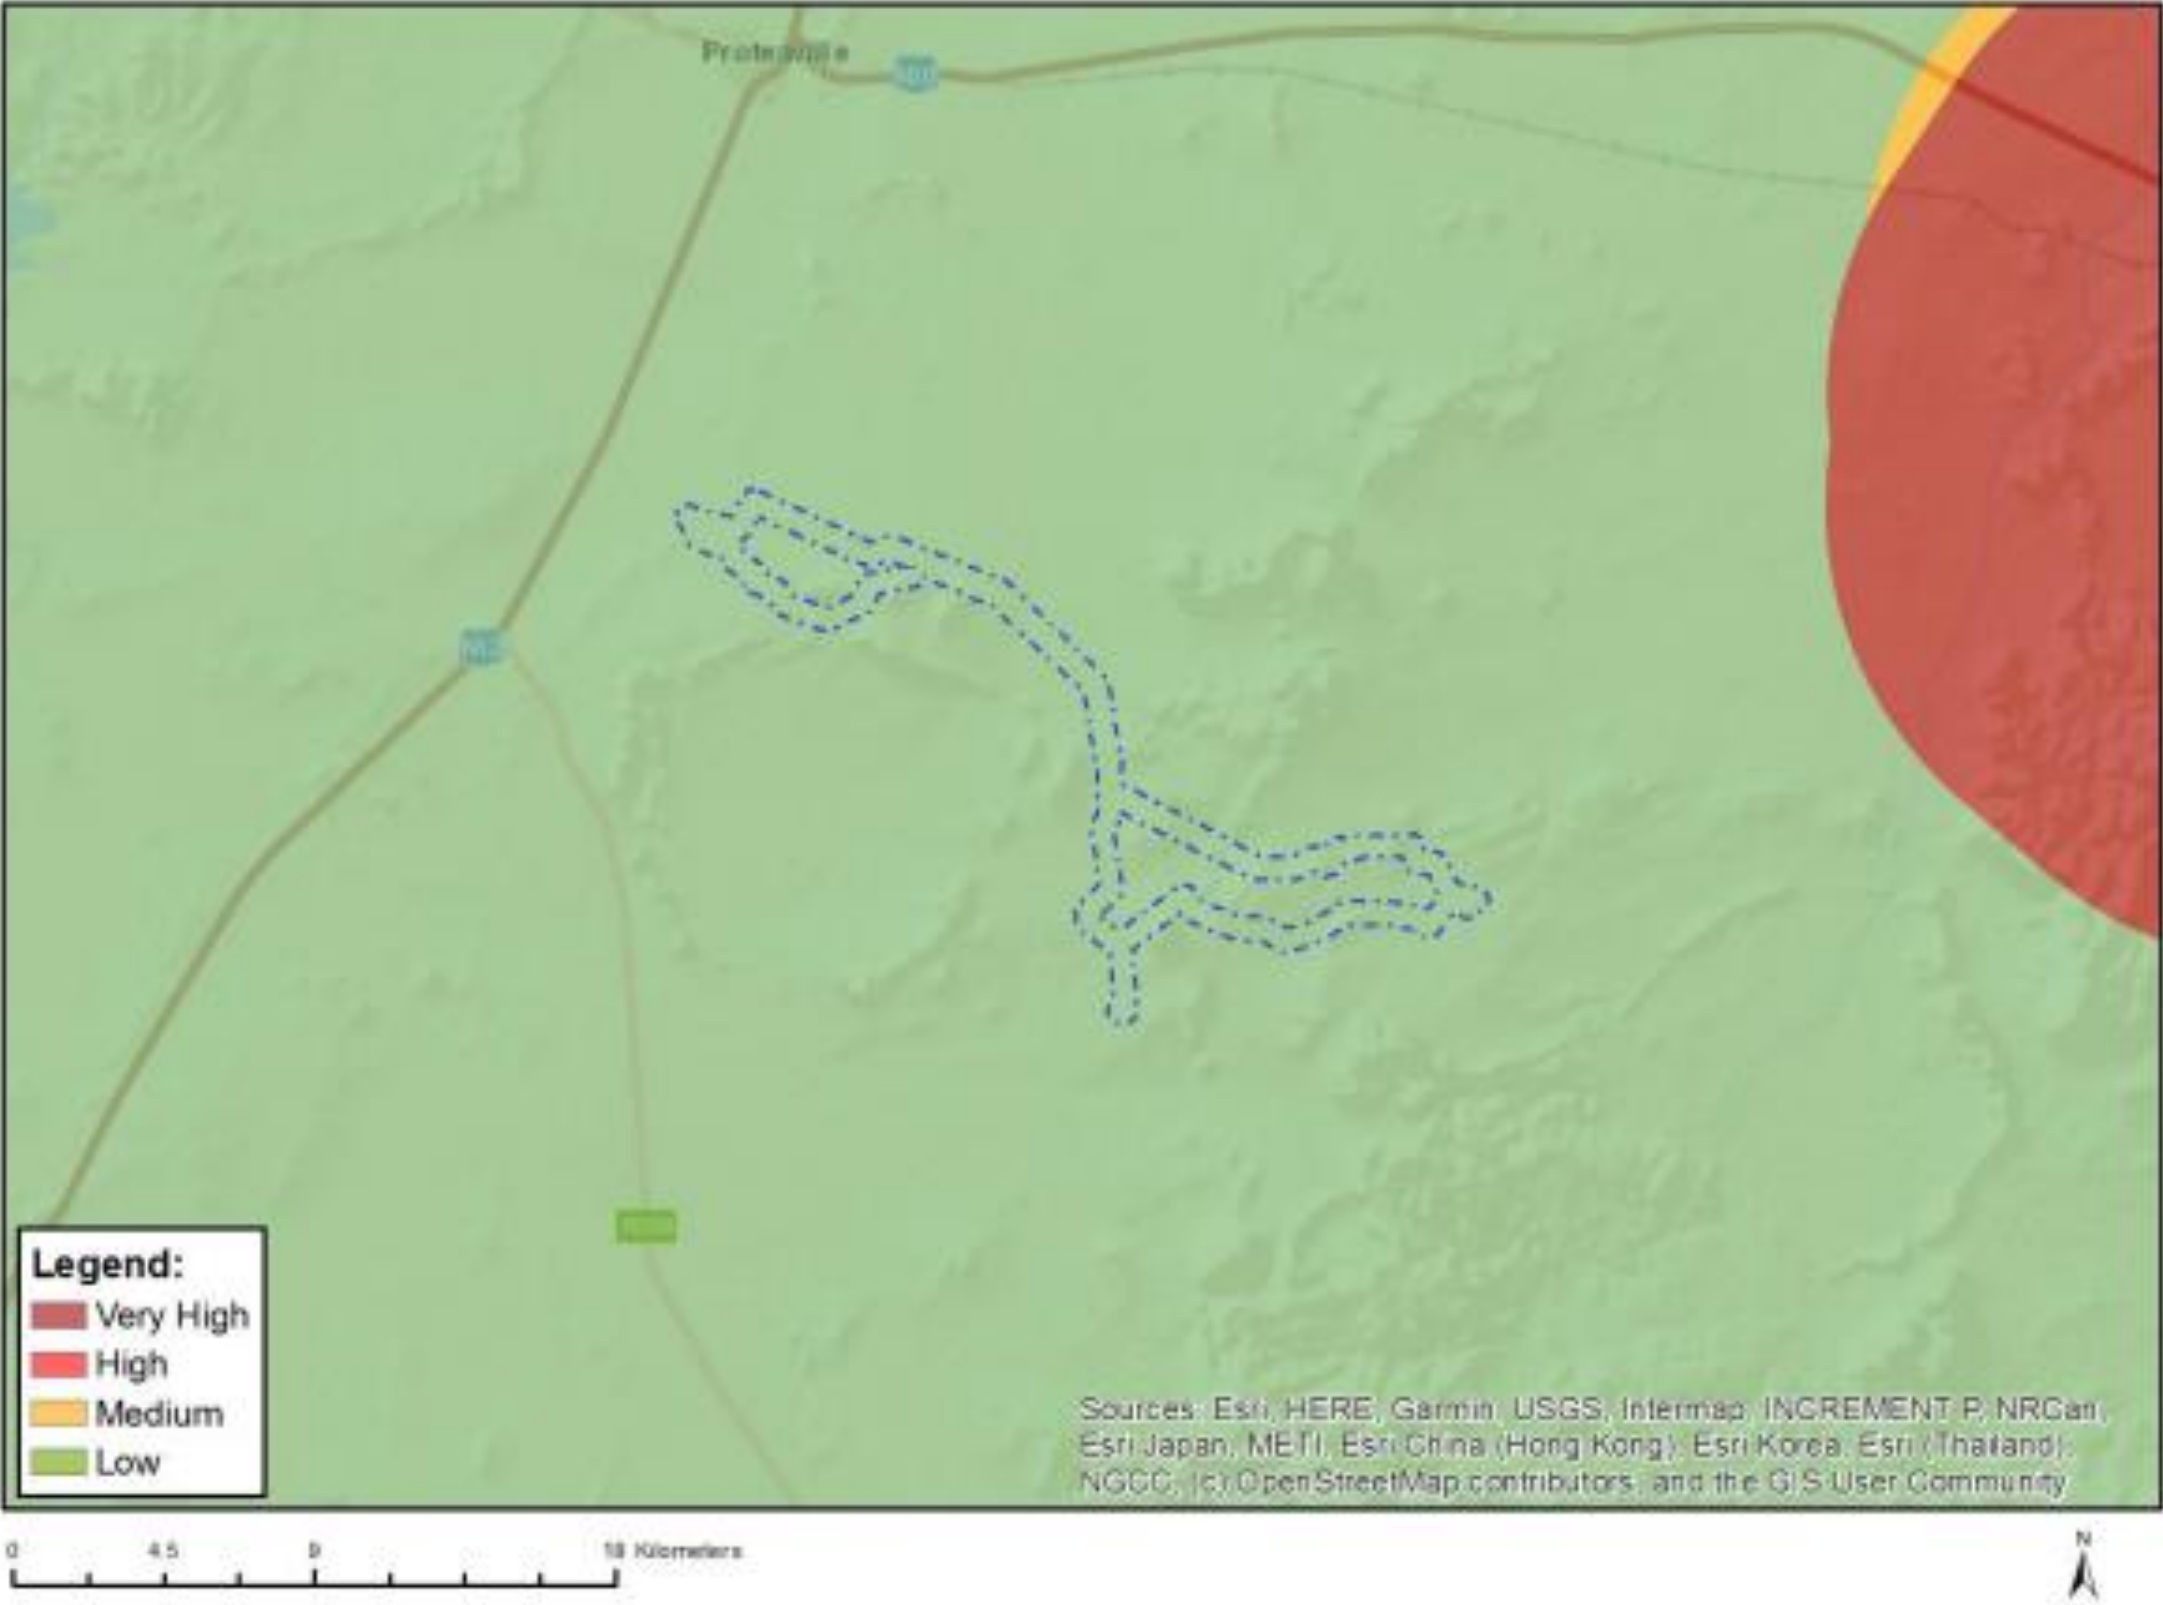 Proteaville
Legend:
Very High
High
Medium
Low
Sources: Esri, HERE, Garmin, USGS, Intermap, INCREMENT P, NRCan,
Esri Japan, METI, Esri China (Hong Kong), Esri Korea, Esri (Thailand),
NGCC, (c) OpenStreetMap contributors, and the GIS User Community
0 4.5 9 18 Kilometers
N